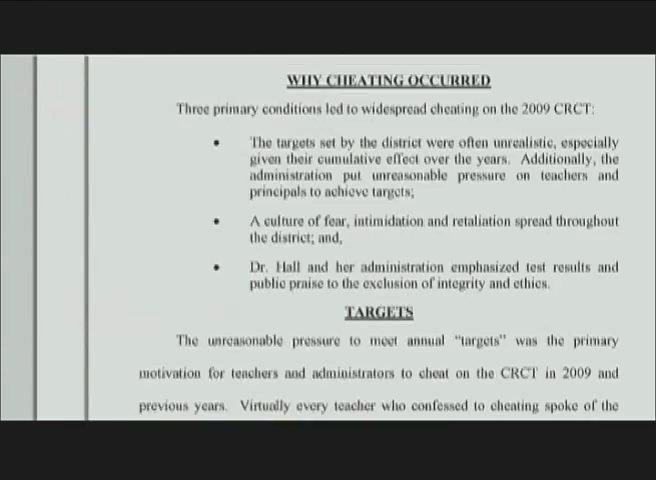 WHY CHEATING OCCURRED
Three primary conditions led to widespread cheating on the 2009 CRCT:
• The targets set by the district were often unrealistic, especially
given their cumulative effect over the years. Additionally, the
administration put unreasonable pressure on teachers and
principals to achieve targets;
• A culture of fear, intimidation and retaliation spread throughout
the district; and,
• Dr. Hall and her administration emphasized test results and
public praise to the exclusion of integrity and ethics.
TARGETS
The unreasonable pressure to meet annual “targets” was the primary
motivation for teachers and administrators to cheat on the CRCT in 2009 and
previous years. Virtually every teacher who confessed to cheating spoke of the